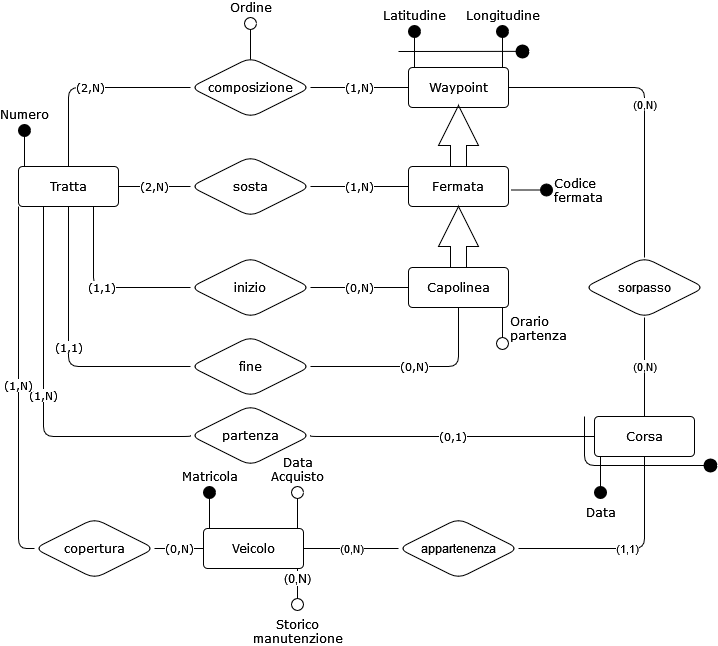 Ordine
Latitudine
Longitudine
(2,N)
composizione
(1,N)
Waypoint
(0,N)
Numero
Tratta
(2,N)
sosta
(1,N)
Fermata
Codice
fermata
(1,1)
inizio
(0,N)
Capolinea
sorpasso
Orario
partenza
(1,1)
fine
(0,N)
(0,N)
(1,N)
(1,N)
partenza
(0,1)
Corsa
Matricola
Data
Acquisto
Data
copertura
(0,N)
Veicolo
(0,N)
appartenenza
(1,1)
(0,N)
Storico
manutenzione